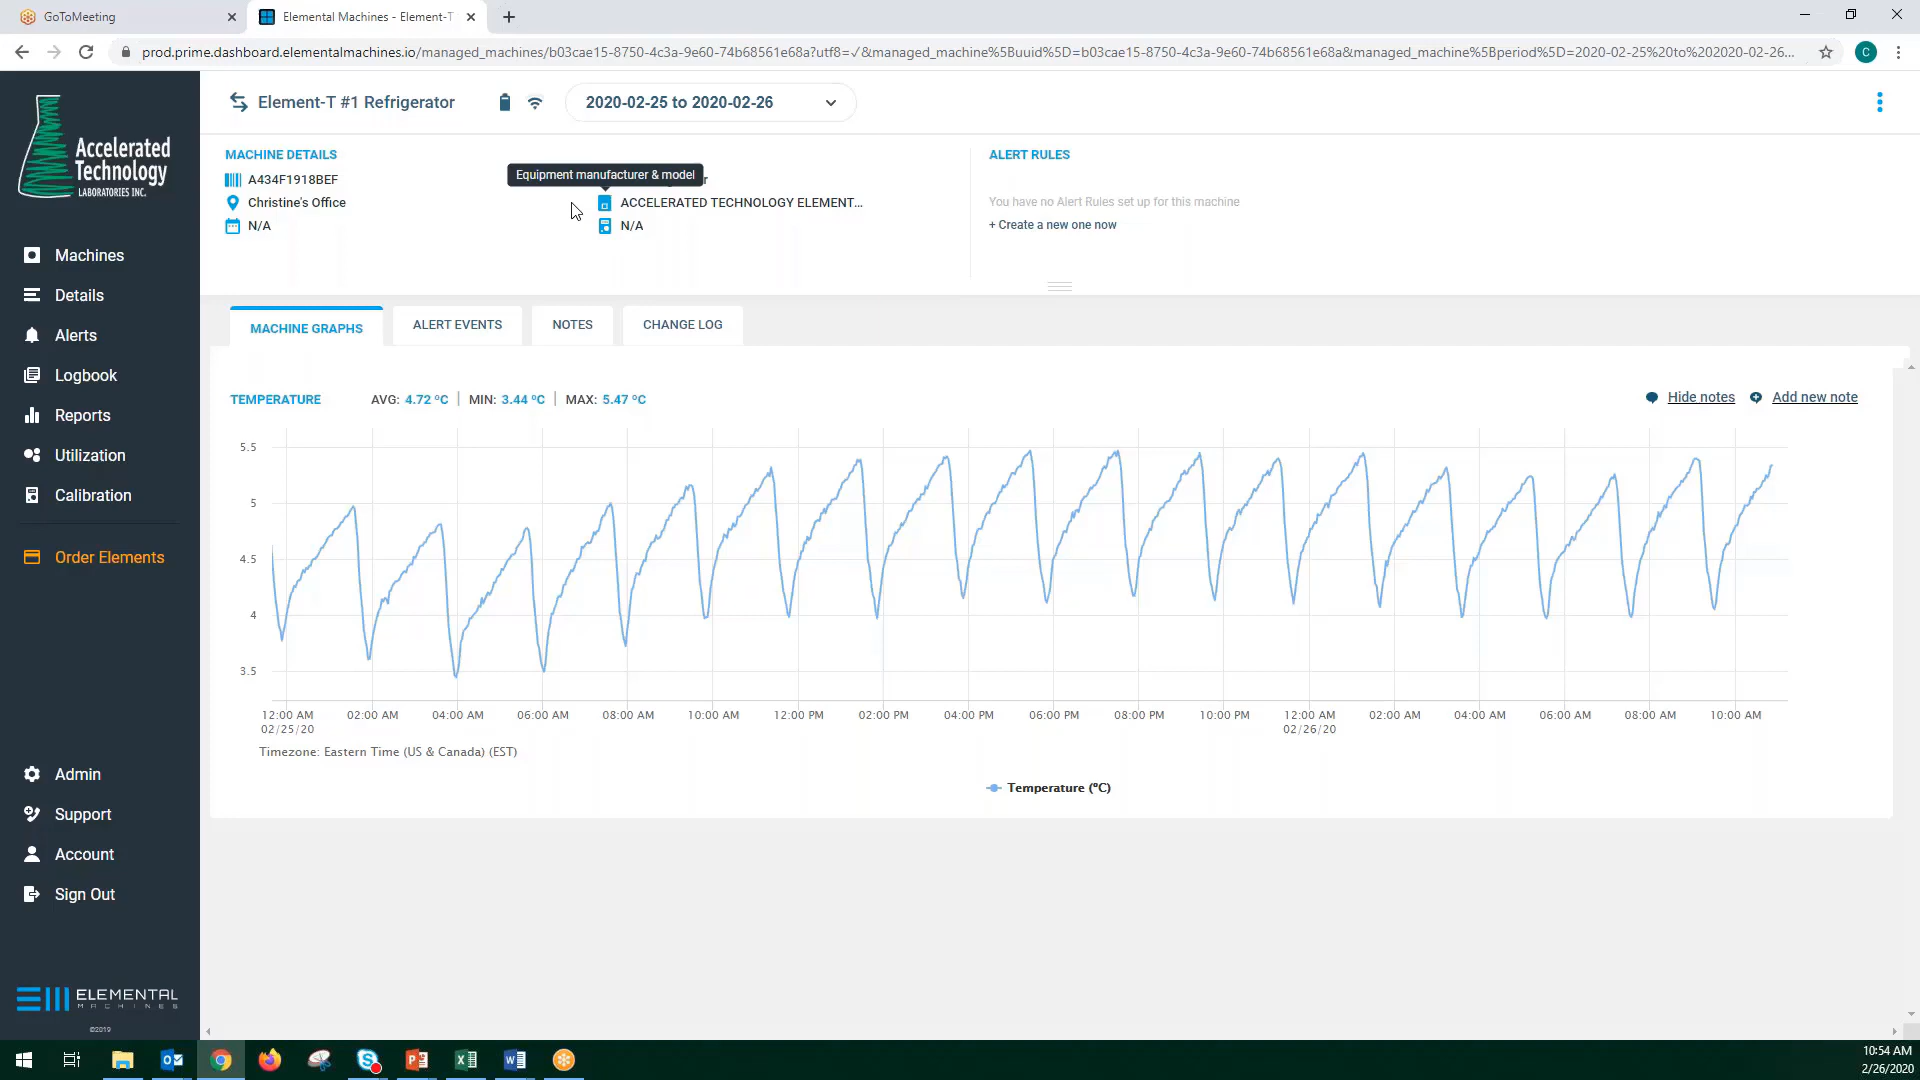 GoToMeeting
Elemental Machines - Element-T
prod.prime.dashboard.elementalmachines.io/managed_machines/b03cae15-8750-4c3a-9e60-74b68561e68a?utf8=✓&managed_machine%5Buuid%5D=b03cae15-8750-4c3a-9e60-74b68561e68a&managed_machine%5Bperiod%5D=2020-02-25%20to%202020-02-26...
C
Accelerated
Technology
LABORATORIES INC.
Element-T #1 Refrigerator
2020-02-25 to 2020-02-26
MACHINE DETAILS
A434F1918BEF
Christine's Office
N/A
Equipment manufacturer & model
ACCELERATED TECHNOLOGY ELEMENT...
N/A
ALERT RULES
You have no Alert Rules set up for this machine
+ Create a new one now
Machines
Details
Alerts
Logbook
Reports
Utilization
Calibration
Order Elements
Admin
Support
Account
Sign Out
ELEMENTAL
MACHINES
©2019
MACHINE GRAPHS
ALERT EVENTS
NOTES
CHANGE LOG
TEMPERATURE
AVG: 4.72 ºC | MIN: 3.44 ºC | MAX: 5.47 ºC
Hide notes
Add new note
5.5
5
4.5
4
3.5
12:00 AM 02:00 AM 04:00 AM 06:00 AM 08:00 AM 10:00 AM 12:00 PM 02:00 PM 04:00 PM 06:00 PM 08:00 PM 10:00 PM 12:00 AM 02:00 AM 04:00 AM 06:00 AM 08:00 AM 10:00 AM
02/25/20 02/26/20
Timezone: Eastern Time (US & Canada) (EST)
Temperature (ºC)
10:54 AM
2/26/2020